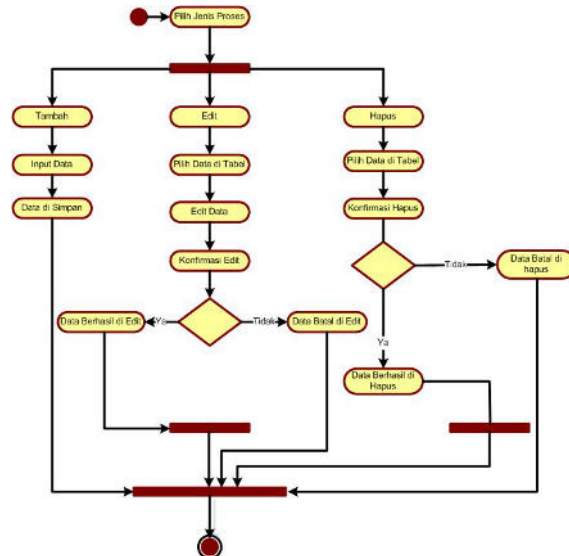 Pilih Jenis Proses
Tambah
Edit
Hapus
Input Data
Pilih Data di Tabel
Pilih Data di Tabel
Data di Simpan
Edit Data
Konfirmasi Hapus
Konfirmasi Edit
Tidak
Data Batal di
hapus
Data Berhasil di Edit
Ya
Tidak
Data Batal di Edit
Ya
Data Berhasil di
Hapus